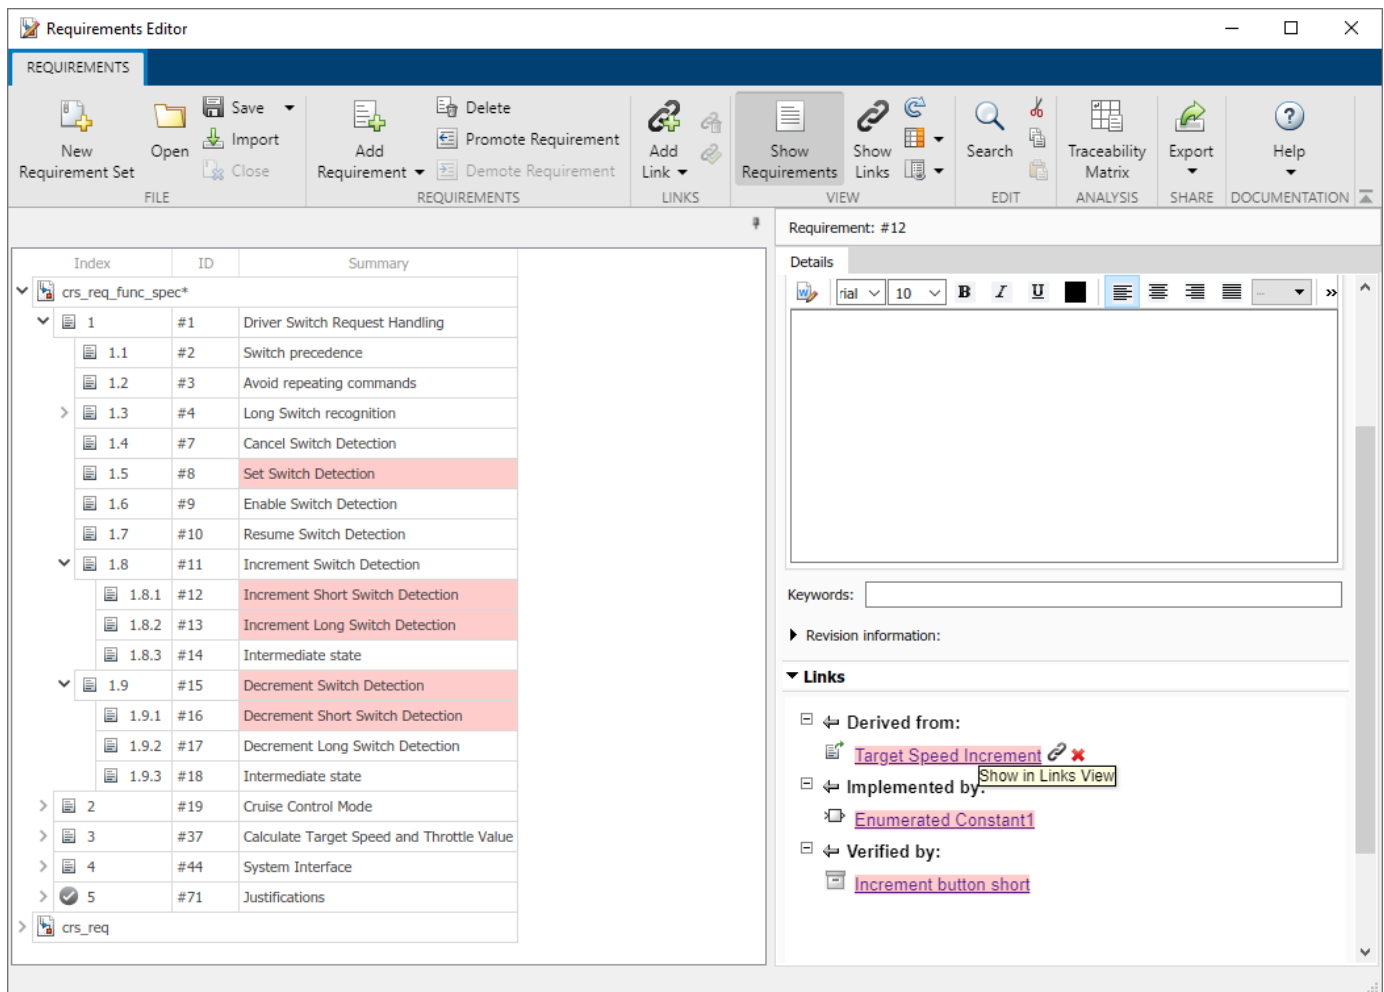 Requirements Editor
REQUIREMENTS
New Requirement Set
Open
Save
Import
Close
FILE
Add Requirement
Delete
Promote Requirement
Demote Requirement
REQUIREMENTS
Add Link
LINKS
Show Requirements
Show Links
VIEW
Search
EDIT
Traceability Matrix
ANALYSIS
Export
SHARE
Help
DOCUMENTATION
Index ID Summary
crs_req_func_spec*
1 #1 Driver Switch Request Handling
1.1 #2 Switch precedence
1.2 #3 Avoid repeating commands
1.3 #4 Long Switch recognition
1.4 #7 Cancel Switch Detection
1.5 #8 Set Switch Detection
1.6 #9 Enable Switch Detection
1.7 #10 Resume Switch Detection
1.8 #11 Increment Switch Detection
1.8.1 #12 Increment Short Switch Detection
1.8.2 #13 Increment Long Switch Detection
1.8.3 #14 Intermediate state
1.9 #15 Decrement Switch Detection
1.9.1 #16 Decrement Short Switch Detection
1.9.2 #17 Decrement Long Switch Detection
1.9.3 #18 Intermediate state
2 #19 Cruise Control Mode
3 #37 Calculate Target Speed and Throttle Value
4 #44 System Interface
5 #71 Justifications
crs_req
Requirement: #12
Details
rial 10 B I U ... »
Keywords:
Revision information:
Links
Derived from:
Target Speed Increment
Show in Links View
Implemented by:
Enumerated Constant1
Verified by:
Increment button short